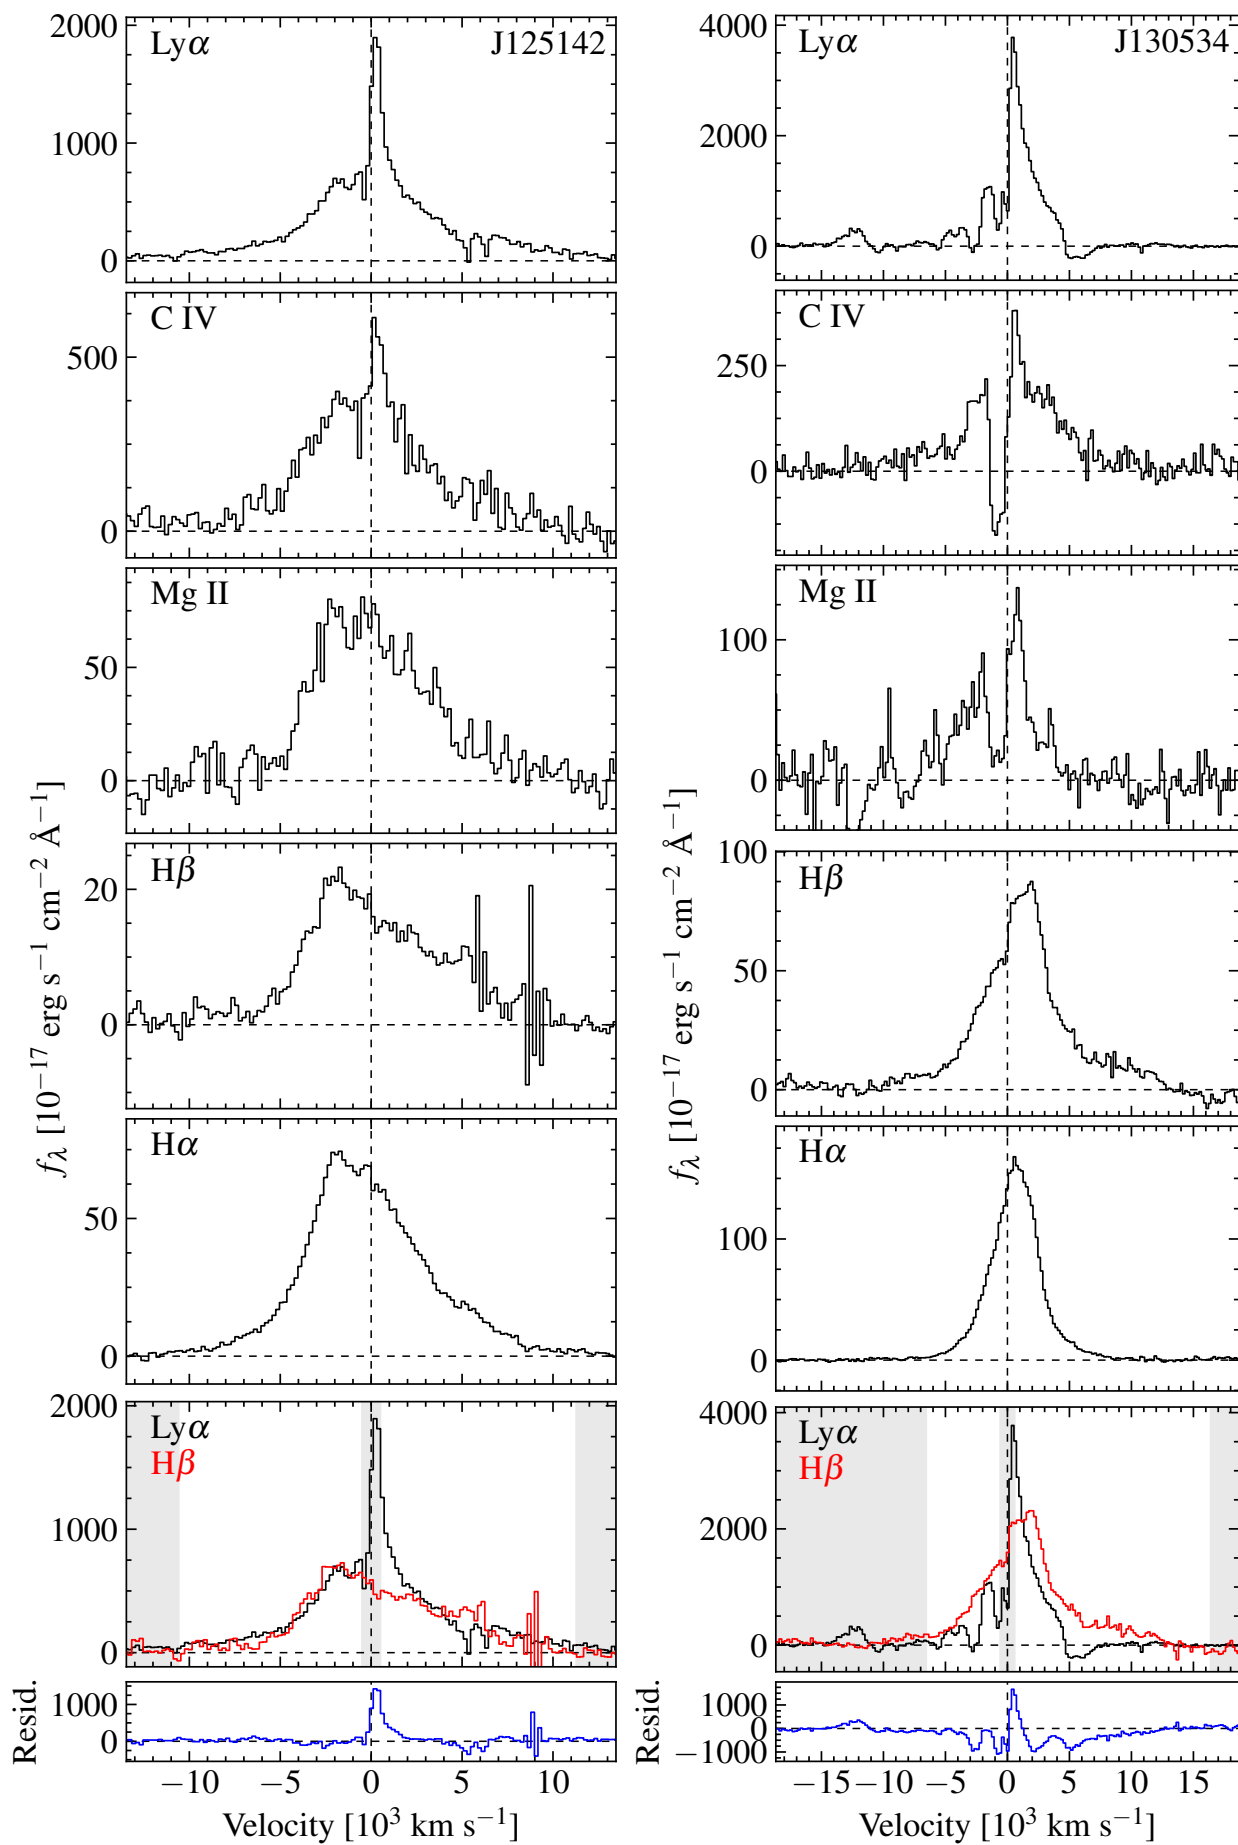 2000
1000
0
Lyα J125142
500
0
C IV
50
0
Mg II
20
0
Hβ
50
0
Hα
2000
1000
0
Lyα
Hβ
1000
0
−10 −5 0 5 10
Velocity [10³ km s⁻¹]
f_λ [10⁻¹⁷ erg s⁻¹ cm⁻² Å⁻¹]
Resid.
4000
2000
0
Lyα J130534
250
0
C IV
100
0
Mg II
100
50
0
Hβ
100
0
Hα
4000
2000
0
Lyα
Hβ
1000
0
−1000
−15 −10 −5 0 5 10 15
Velocity [10³ km s⁻¹]
f_λ [10⁻¹⁷ erg s⁻¹ cm⁻² Å⁻¹]
Resid.